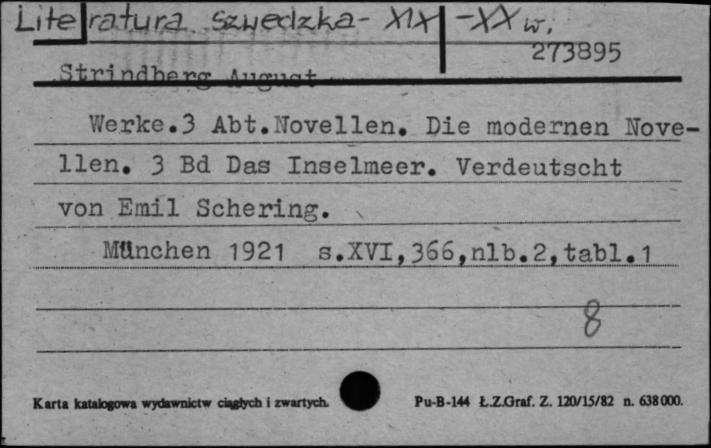 Literatura szwedzka - XIX - XX w.
273895
Strindberg August
Werke.3 Abt.Novellen. Die modernen Nove-
llen. 3 Bd Das Inselmeer. Verdeutscht
von Emil Schering.
München 1921 s.XVI,366,nlb.2,tabl.1
8
Karta katalogowa wydawnictw ciągłych i zwartych.
Pu-B-144 Ł.Z.Graf. Z. 120/15/82 n. 638000.